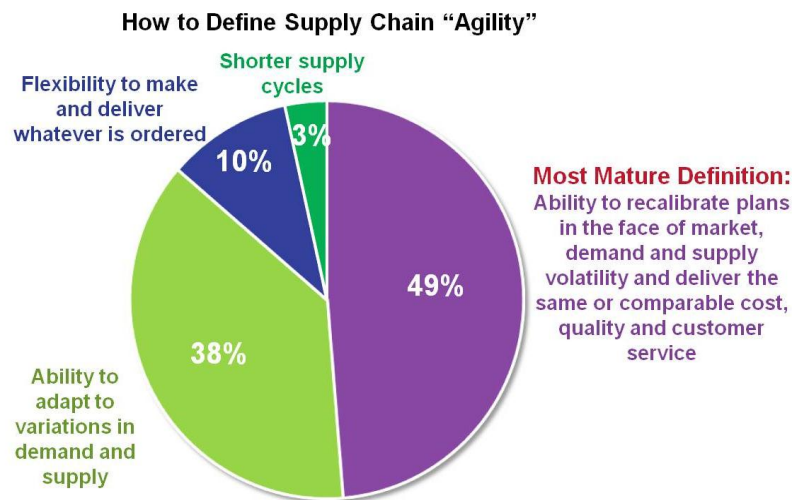 How to Define Supply Chain “Agility”
Shorter supply
cycles
Flexibility to make
and deliver
whatever is ordered
3%
10%
Most Mature Definition:
Ability to recalibrate plans
in the face of market,
demand and supply
volatility and deliver the
same or comparable cost,
quality and customer
service
49%
38%
Ability to
adapt to
variations in
demand and
supply